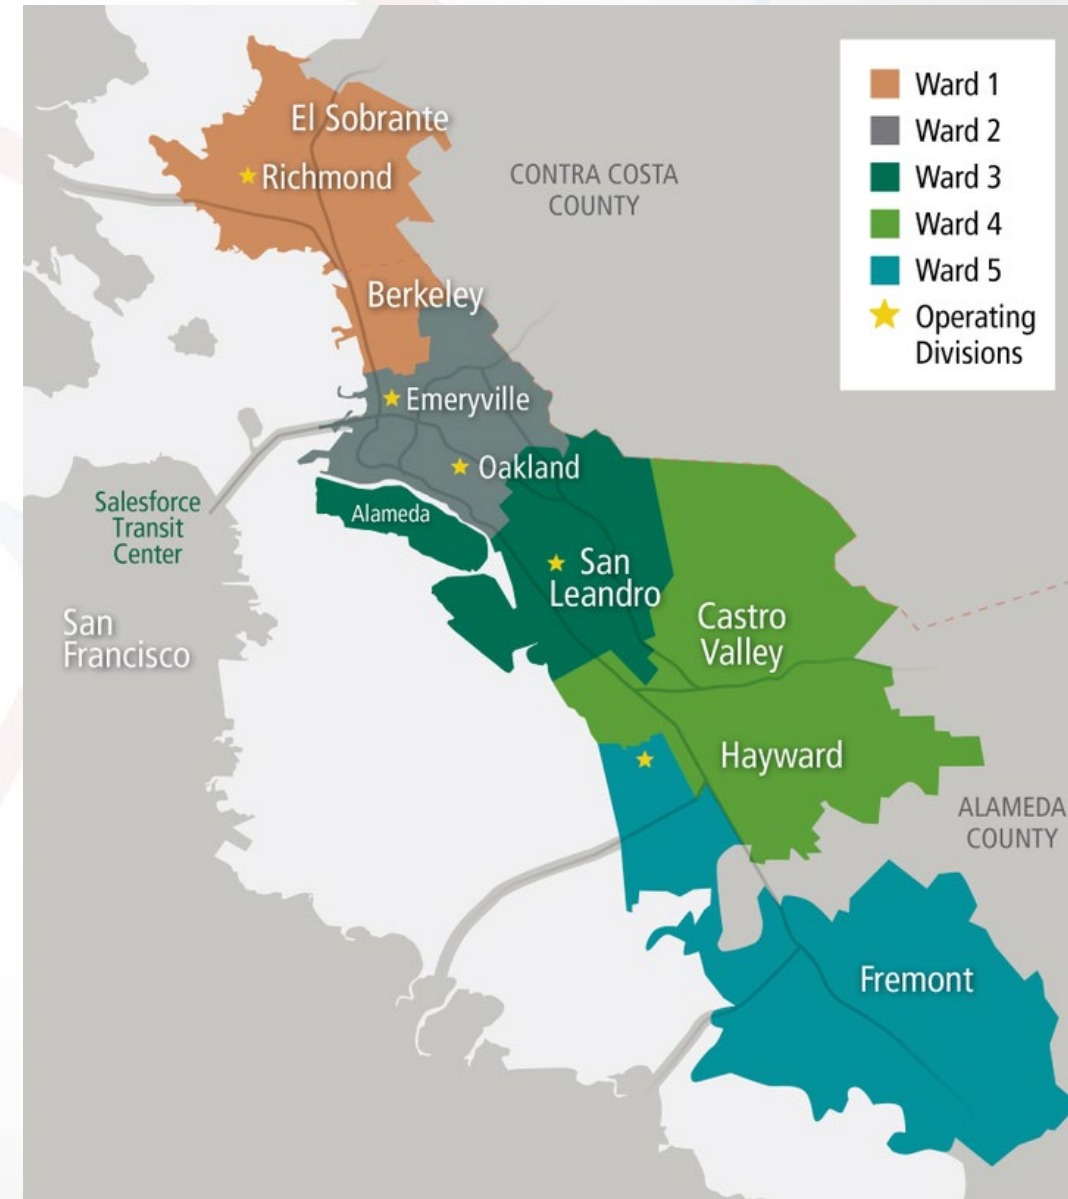 Ward 1
Ward 2
Ward 3
Ward 4
Ward 5
Operating
Divisions
El Sobrante
Richmond
CONTRA COSTA
COUNTY
Berkeley
Emeryville
Oakland
Salesforce
Transit
Center
Alameda
San
Leandro
San
Francisco
Castro
Valley
Hayward
ALAMEDA
COUNTY
Fremont